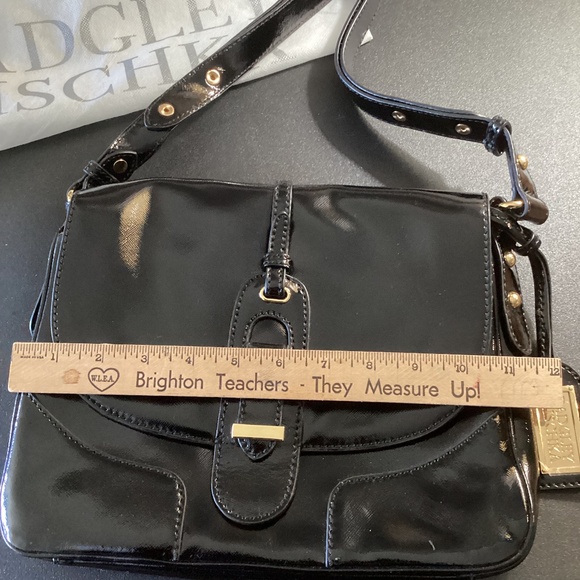 ADGLE
ISCHK
1 2 3 4 5 6 7 8 9 10 11 12
W.L.E.A. Brighton Teachers - They Measure Up!